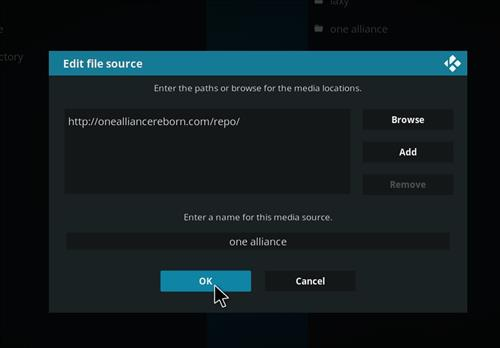 laxy
one alliance
ctory
Edit file source
Enter the paths or browse for the media locations.
http://onealliancereborn.com/repo/
Browse
Add
Remove
Enter a name for this media source.
one alliance
OK
Cancel